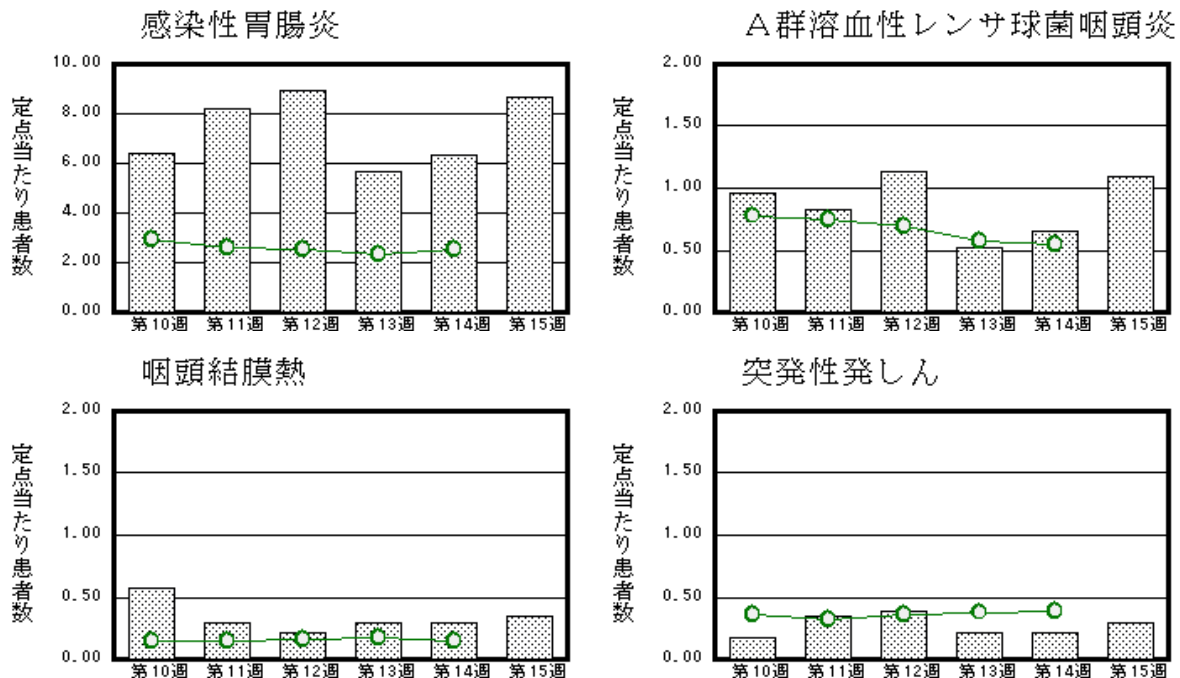 感染性胃腸炎
定点当たり患者数
10.00
8.00
6.00
4.00
2.00
0.00
第10週 第11週 第12週 第13週 第14週 第15週
A群溶血性レンサ球菌咽頭炎
定点当たり患者数
2.00
1.50
1.00
0.50
0.00
第10週 第11週 第12週 第13週 第14週 第15週
咽頭結膜熱
定点当たり患者数
2.00
1.50
1.00
0.50
0.00
第10週 第11週 第12週 第13週 第14週 第15週
突発性発しん
定点当たり患者数
2.00
1.50
1.00
0.50
0.00
第10週 第11週 第12週 第13週 第14週 第15週